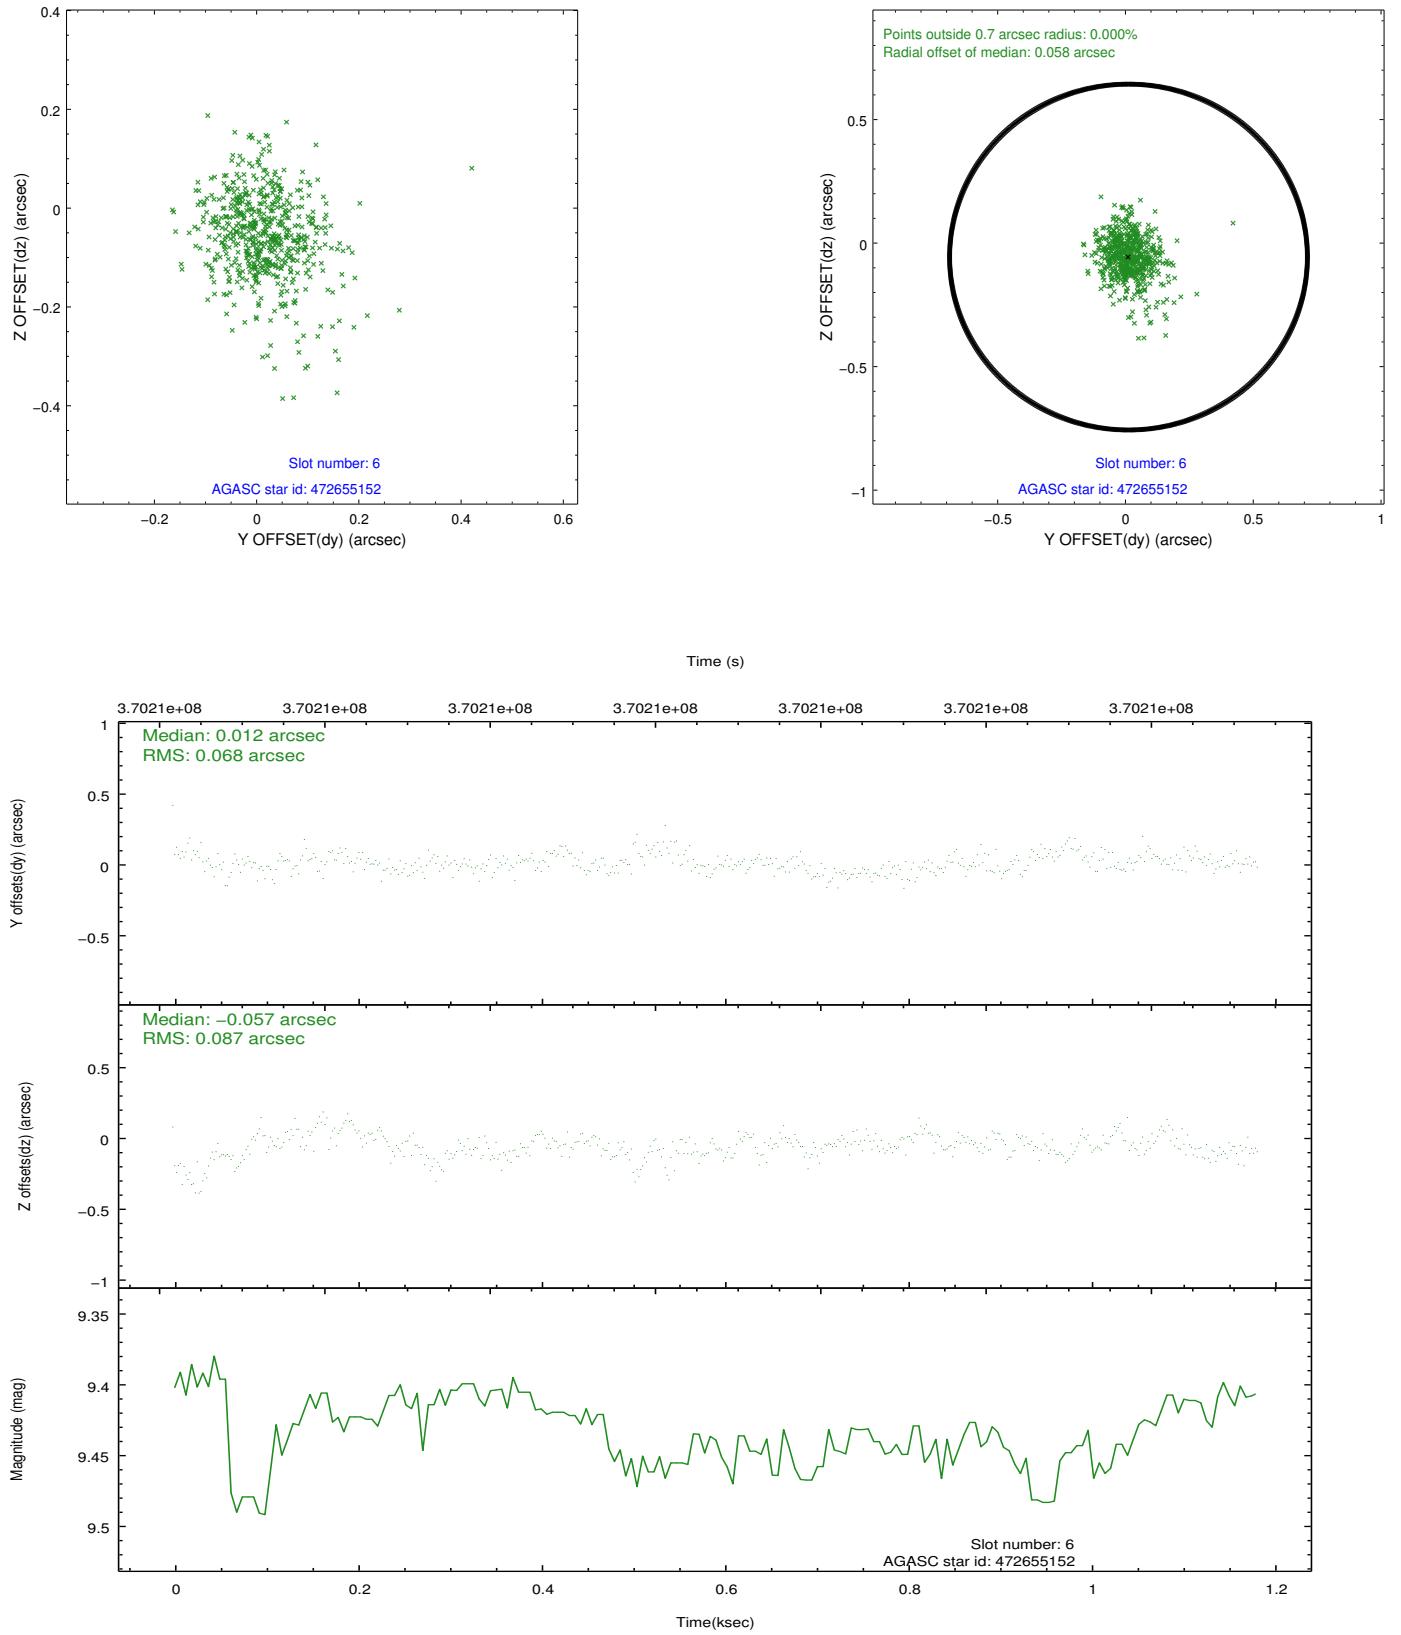 0.4
0.2
0
−0.2
−0.4
Z OFFSET(dz) (arcsec)
Slot number: 6
AGASC star id: 472655152
−0.2 0 0.2 0.4 0.6
Y OFFSET(dy) (arcsec)
Points outside 0.7 arcsec radius: 0.000%
Radial offset of median: 0.058 arcsec
0.5
0
−0.5
−1
Z OFFSET(dz) (arcsec)
Slot number: 6
AGASC star id: 472655152
−0.5 0 0.5 1
Y OFFSET(dy) (arcsec)
Time (s)
3.7021e+08 3.7021e+08 3.7021e+08 3.7021e+08 3.7021e+08 3.7021e+08 3.7021e+08
Median: 0.012 arcsec
RMS: 0.068 arcsec
1
0.5
0
−0.5
Y offsets(dy) (arcsec)
Median: −0.057 arcsec
RMS: 0.087 arcsec
0.5
0
−0.5
−1
Z offsets(dz) (arcsec)
9.35
9.4
9.45
9.5
Magnitude (mag)
Slot number: 6
AGASC star id: 472655152
0 0.2 0.4 0.6 0.8 1 1.2
Time(ksec)